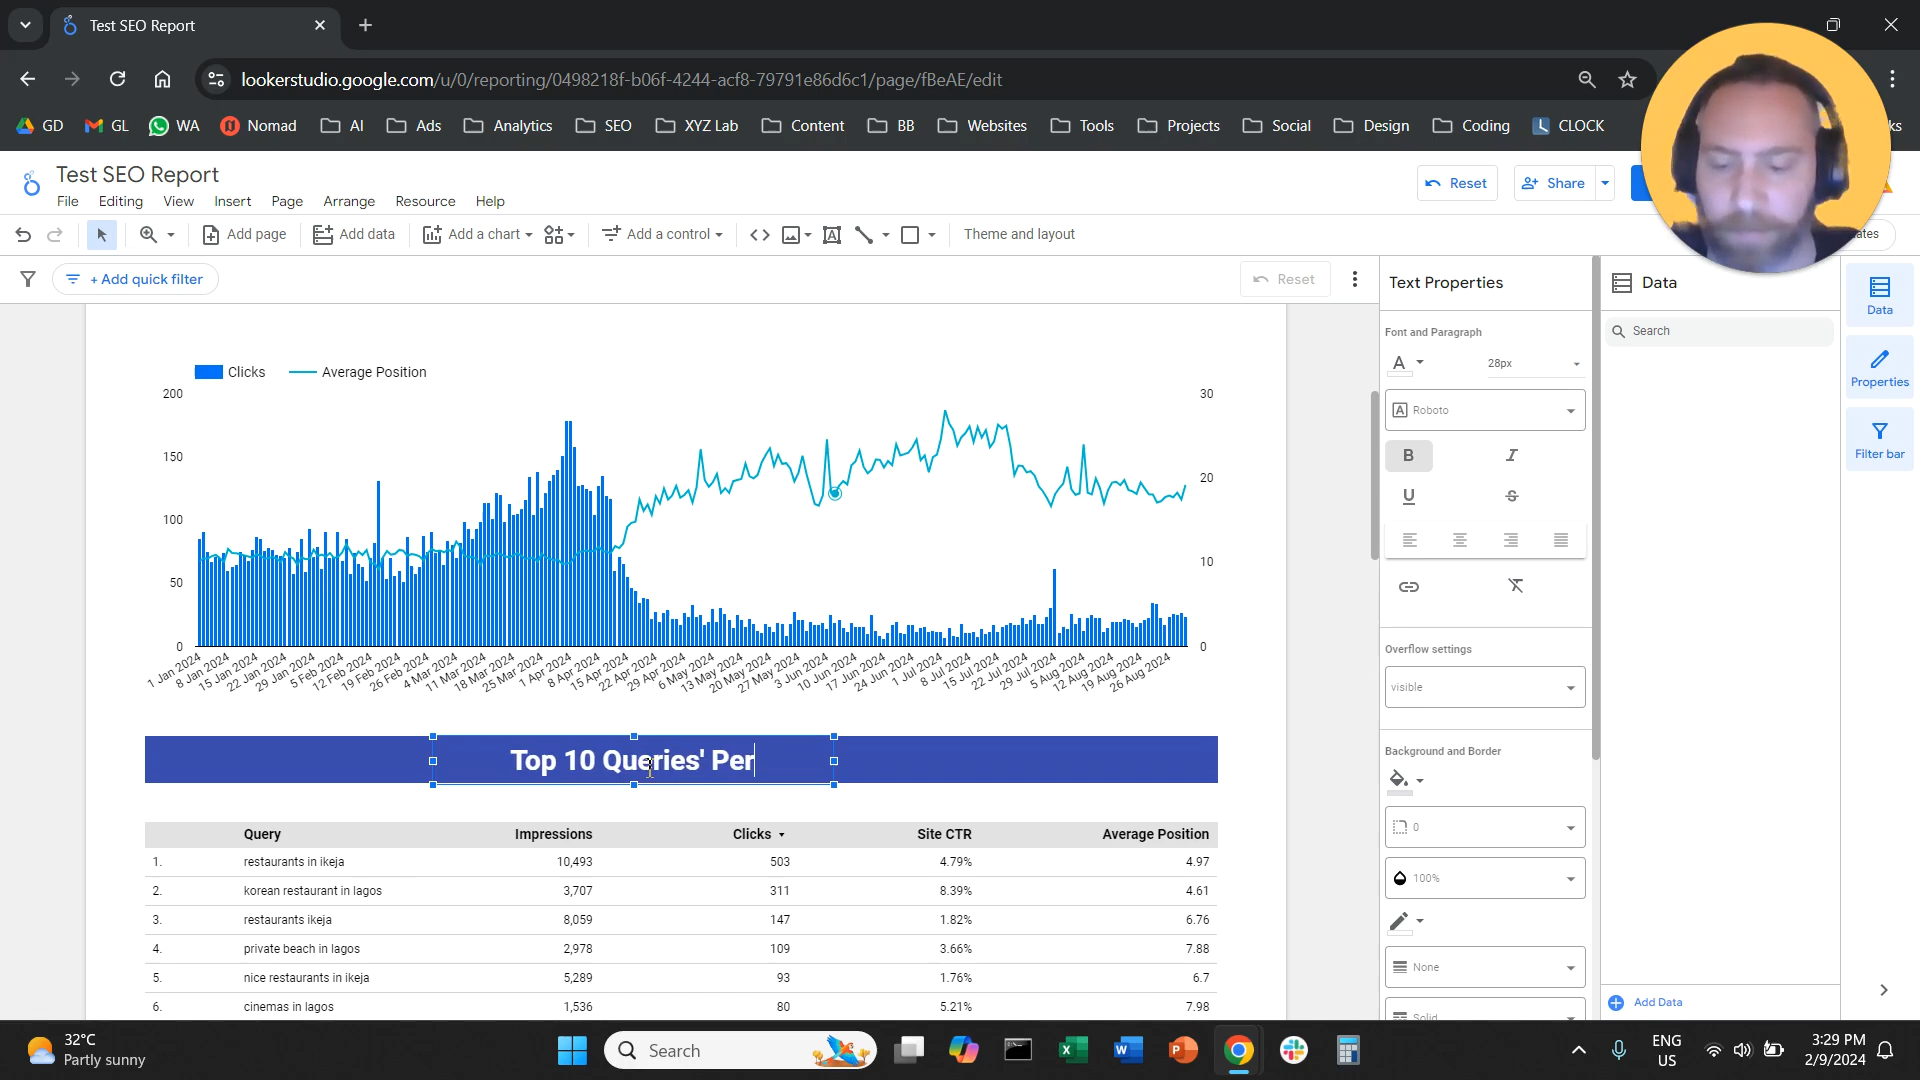 Test SEO Report
lookerstudio.google.com/u/0/reporting/0498218f-b06f-4244-acf8-79791e86d6c1/page/fBeAE/edit
GD GL WA Nomad AI Ads Analytics SEO XYZ Lab Content BB Websites Tools Projects Social Design Coding CLOCK
Test SEO Report
Reset Share
File Editing View Insert Page Arrange Resource Help
Add page Add data Add a chart Add a control Theme and layout
+ Add quick filter Reset
Text Properties
Data
Search
Data
Properties
Filter bar
Font and Paragraph
28px
Roboto
Overflow settings
visible
Background and Border
0
100%
None
Solid
Add Data
Clicks Average Position
200 30
150
20
100
10
50
0 0
1 Jan 2024 8 Jan 2024 15 Jan 2024 22 Jan 2024 29 Jan 2024 5 Feb 2024 12 Feb 2024 19 Feb 2024 26 Feb 2024 4 Mar 2024 11 Mar 2024 18 Mar 2024 25 Mar 2024 1 Apr 2024 8 Apr 2024 15 Apr 2024 22 Apr 2024 29 Apr 2024 6 May 2024 13 May 2024 20 May 2024 27 May 2024 3 Jun 2024 10 Jun 2024 17 Jun 2024 24 Jun 2024 1 Jul 2024 8 Jul 2024 15 Jul 2024 22 Jul 2024 29 Jul 2024 5 Aug 2024 12 Aug 2024 19 Aug 2024 26 Aug 2024
Top 10 Queries' Per
Query Impressions Clicks Site CTR Average Position
1. restaurants in ikeja 10,493 503 4.79% 4.97
2. korean restaurant in lagos 3,707 311 8.39% 4.61
3. restaurants ikeja 8,059 147 1.82% 6.76
4. private beach in lagos 2,978 109 3.66% 7.88
5. nice restaurants in ikeja 5,289 93 1.76% 6.7
6. cinemas in lagos 1,536 80 5.21% 7.98
32°C
Partly sunny
Search
ENG
US
3:29 PM
2/9/2024